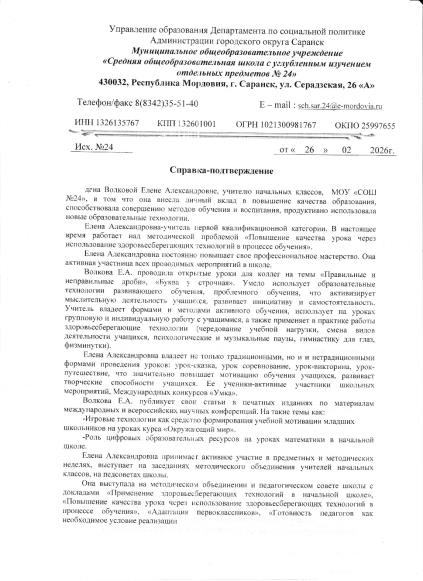 Управление образования Департамента по социальной политике
Администрации городского округа Саранск
Муниципальное общеобразовательное учреждение
«Средняя общеобразовательная школа с углубленным изучением
отдельных предметов № 24»
430032, Республика Мордовия, г. Саранск, ул. Серадзская, 26 «А»
Телефон/факс 8(8342)35-51-40 E – mail : sch.sar.24@e-mordovia.ru
ИНН 1326135767 КПП 132601001 ОГРН 1021300981767 ОКПО 25997655
Исх. №24 от « 26 » 02 2026г.
Справка-подтверждение
дана Волковой Елене Александровне, учителю начальных классов, МОУ «СОШ
№24», в том что она внесла личный вклад в повышение качества образования,
способствовала совершению методов обучения и воспитания, продуктивно использовала
новые образовательные технологии.
Елена Александровна-учитель первой квалификационной категории. В настоящее
время работает над методической проблемой «Повышение качества урока через
использование здоровьесберегающих технологий в процессе обучения».
Елена Александровна постоянно повышает свое профессиональное мастерство. Она
активная участница всех проводимых мероприятий в школе.
Волкова Е.А. проводила открытые уроки для коллег на темы «Правильные и
неправильные дроби», «Буква у строчная». Умело использует образовательные
технологии развивающего обучения, проблемного обучения, что активизирует
мыслительную деятельность учащихся, развивает инициативу и самостоятельность.
Учитель владеет формами и методами активного обучения, использует на уроках
групповую и индивидуальную работу с учащимися, а также применяет в практике работы
здоровьесберегающие технологии (чередование учебной нагрузки, смена видов
деятельности учащихся, психологические и музыкальные паузы, гимнастику для глаз,
физминутки).
Елена Александровна владеет не только традиционными, но и и нетрадиционными
формами проведения уроков: урок-сказка, урок соревнование, урок-викторина, урок-
путешествие, что значительно повышает мотивацию обучения учащихся, развивает
творческие способности учащихся. Ее ученики-активные участники школьных
мероприятий, Международных конкурсов «Умка».
Волкова Е.А. публикует свои статьи в печатных изданиях по материалам
международных и всероссийских научных конференций. На такие темы как:
-Игровые технологии как средство формирования учебной мотивации младших
школьников на уроках курса «Окружающий мир».
-Роль цифровых образовательных ресурсов на уроках математики в начальной
школе.
Елена Александровна принимает активное участие в предметных и методических
неделях, выступает на заседаниях методического объединения учителей начальных
классов, на педсоветах школы.
Она выступала на методическом объединении и педагогическом совете школы с
докладами «Применение здоровьесберегающих технологий в начальной школе»,
«Повышение качества урока через использование здоровьесберегающих технологий в
процессе обучения», «Адаптация первоклассников», «Готовность педагогов как
необходимое условие реализации